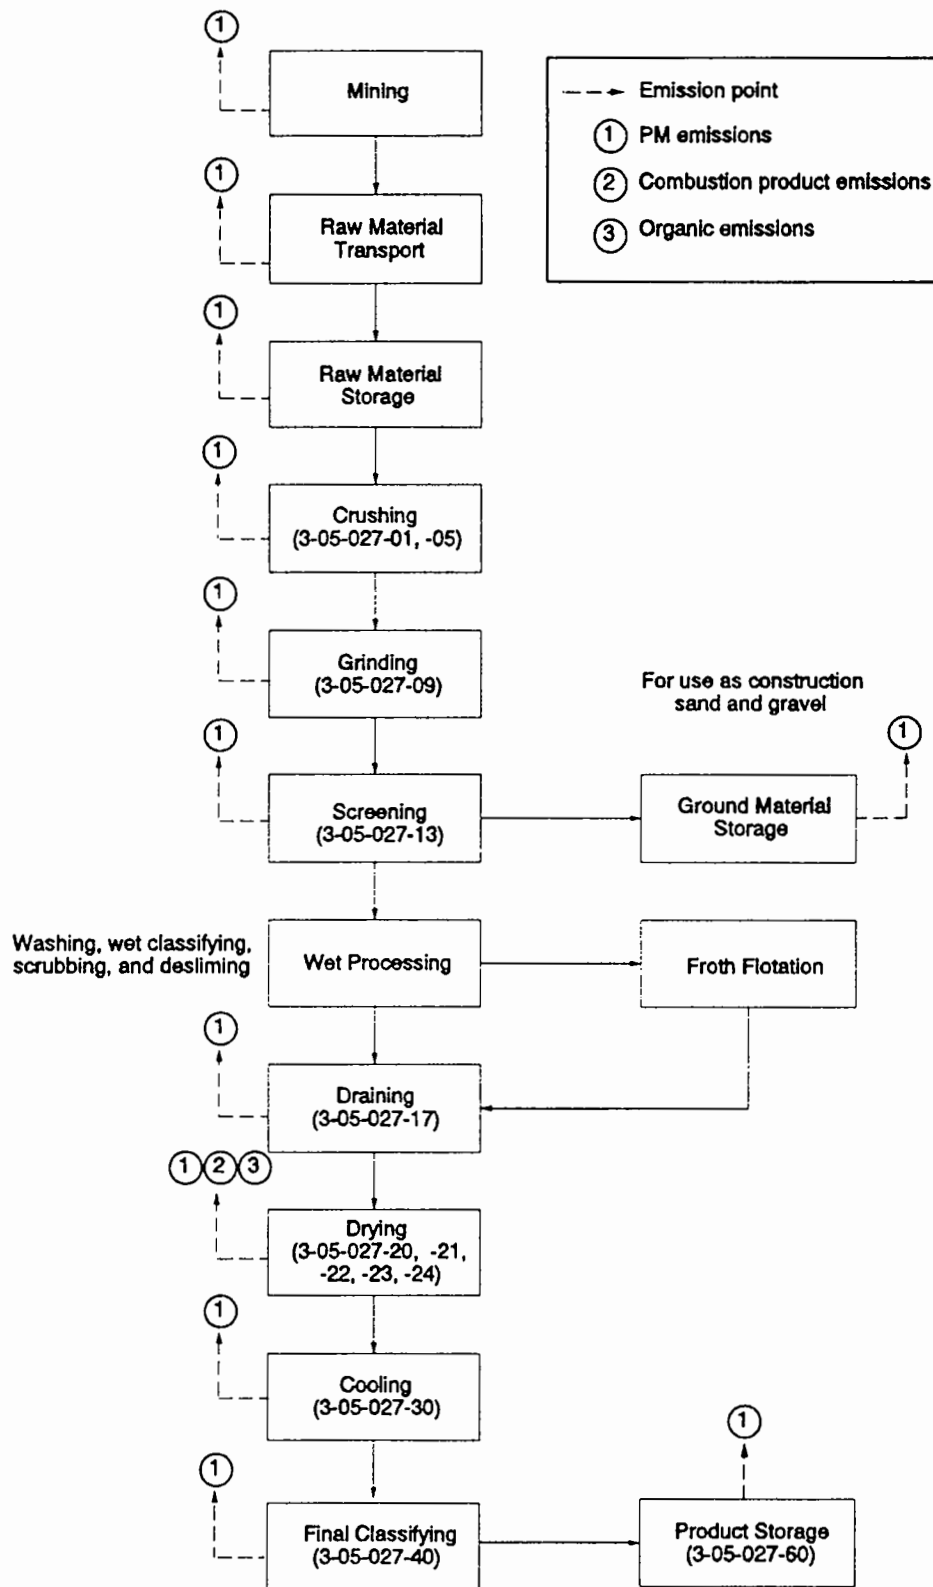 1
Mining
Emission point
1 PM emissions
2 Combustion product emissions
3 Organic emissions
1
Raw Material
Transport
1
Raw Material
Storage
1
Crushing
(3-05-027-01, -05)
1
Grinding
(3-05-027-09)
For use as construction
sand and gravel
1
Screening
(3-05-027-13)
1
Ground Material
Storage
Washing, wet classifying,
scrubbing, and desliming
Wet Processing
Froth Flotation
1
Draining
(3-05-027-17)
1 2 3
Drying
(3-05-027-20, -21,
-22, -23, -24)
1
Cooling
(3-05-027-30)
1
Final Classifying
(3-05-027-40)
1
Product Storage
(3-05-027-60)